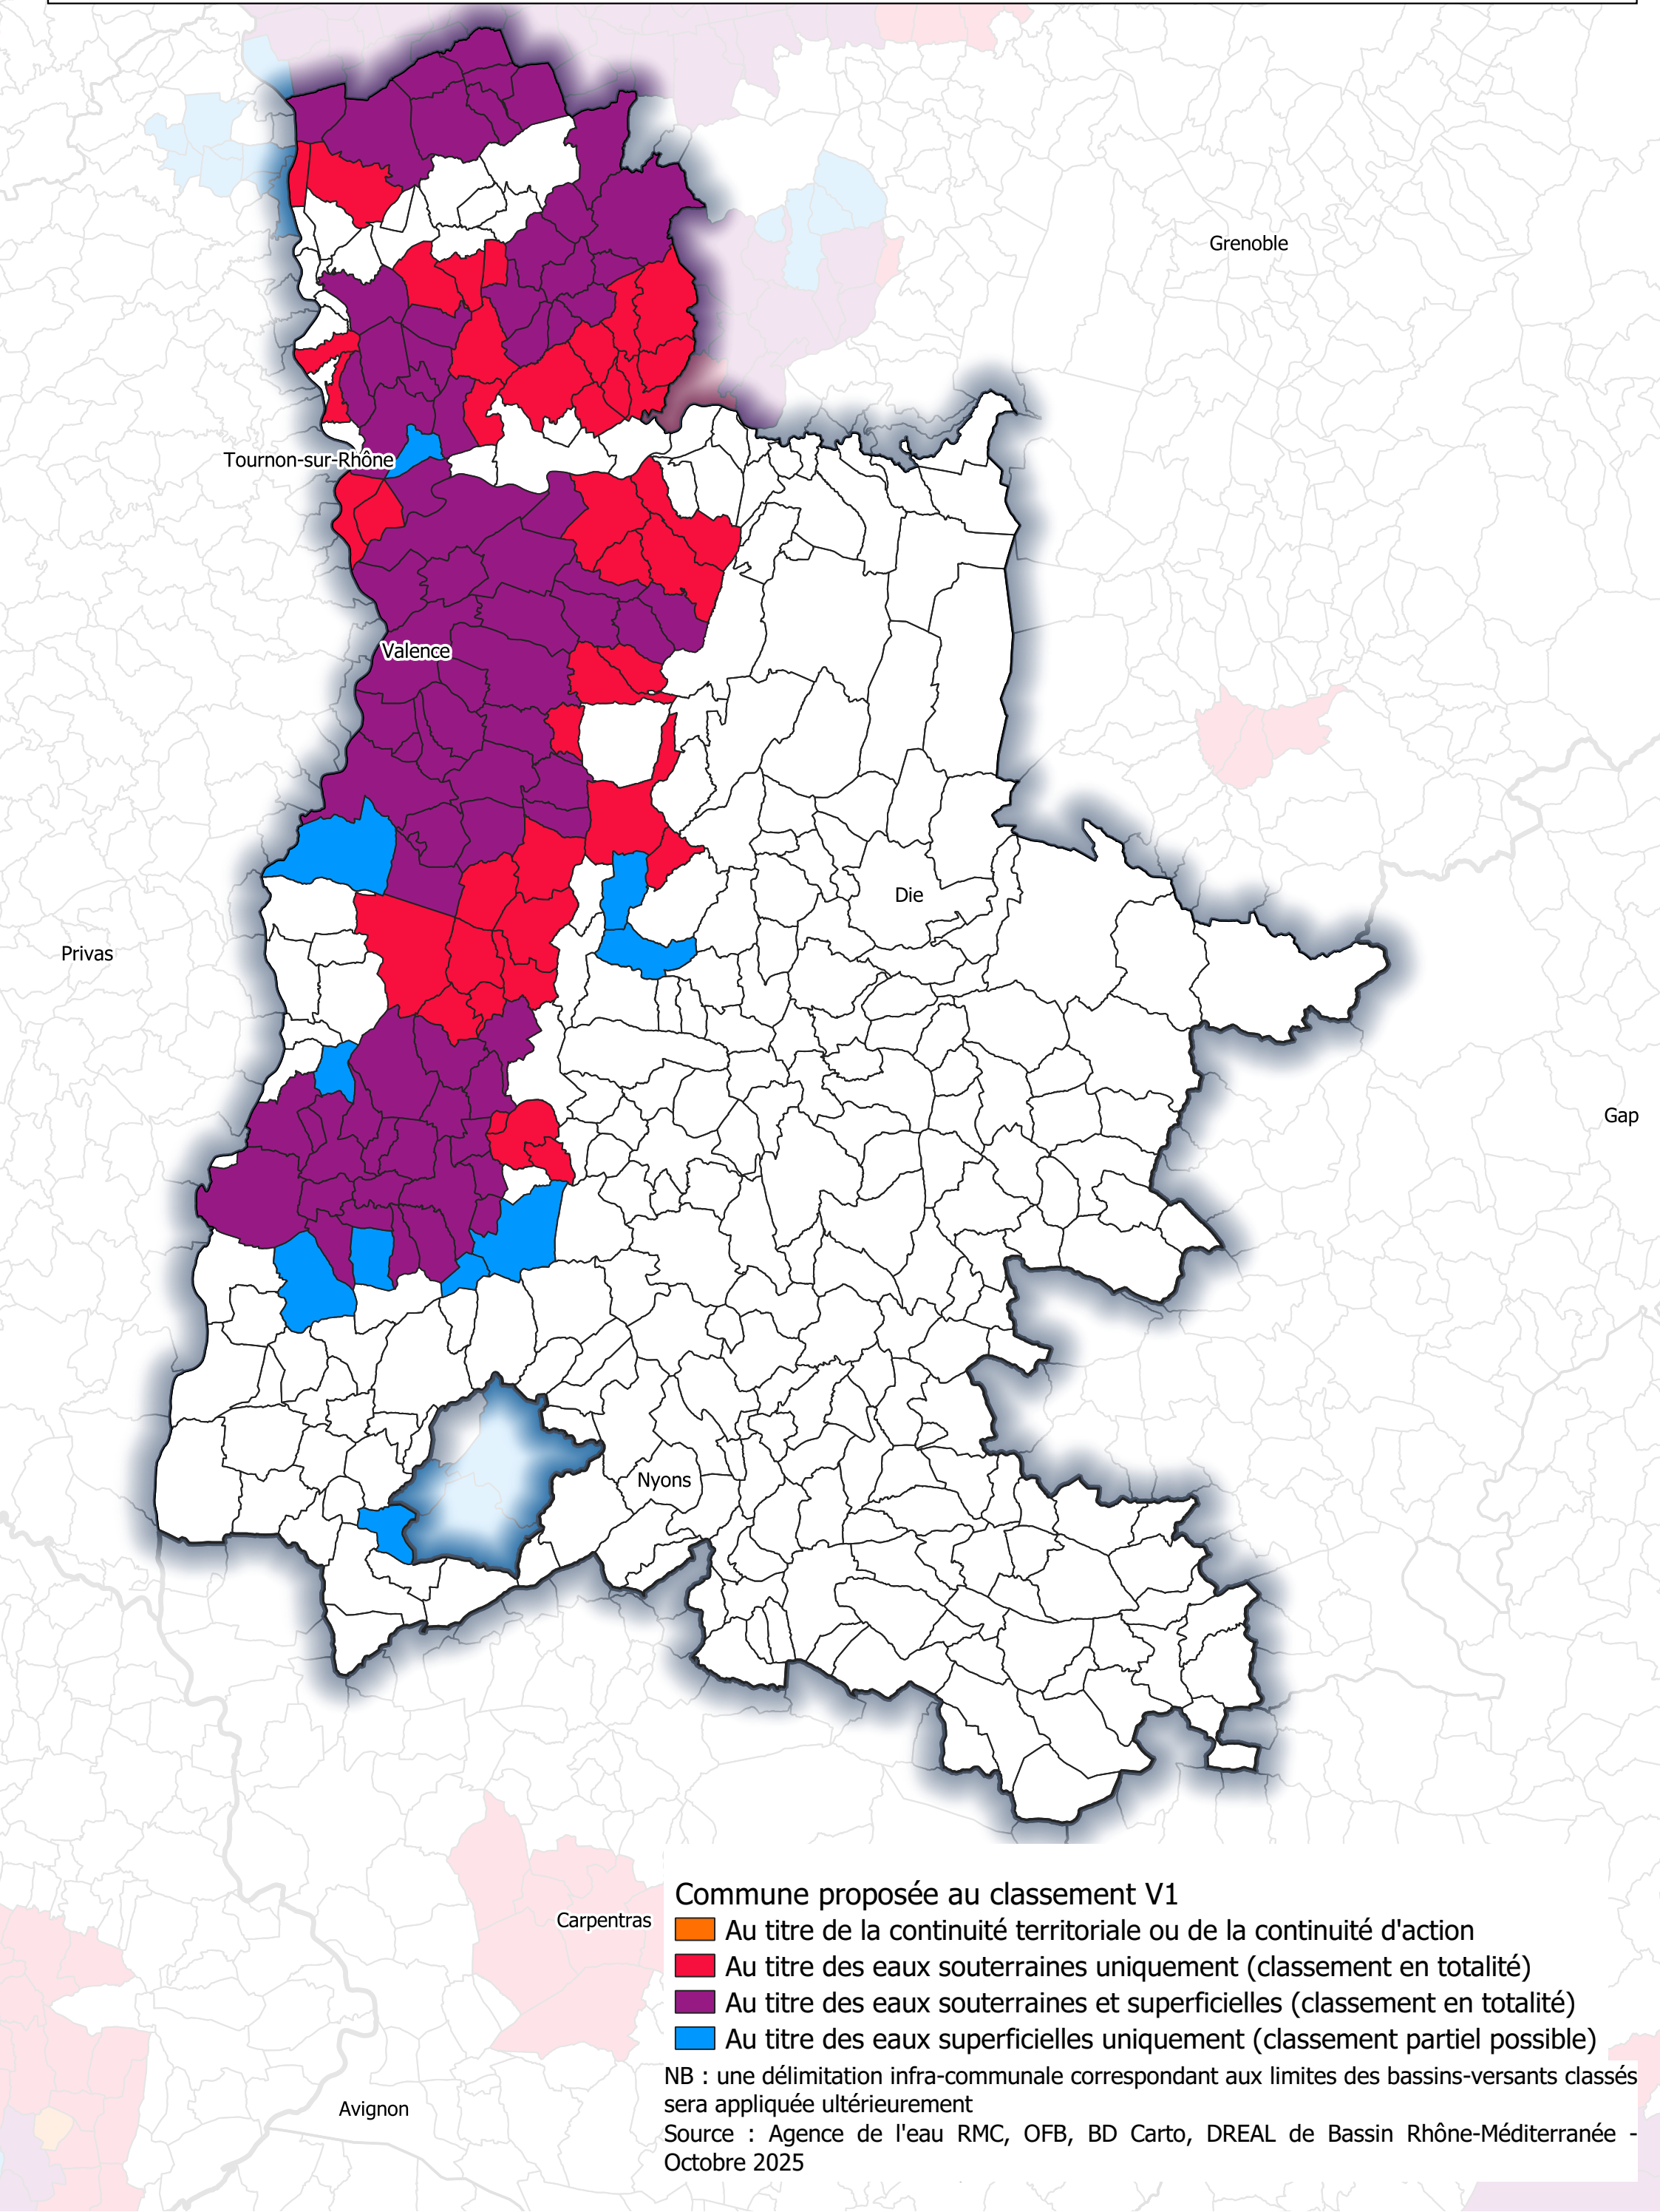 Grenoble
Tournon-sur-Rhône
Valence
Die
Privas
Gap
Nyons
Carpentras
Avignon
Commune proposée au classement V1
Au titre de la continuité territoriale ou de la continuité d'action
Au titre des eaux souterraines uniquement (classement en totalité)
Au titre des eaux souterraines et superficielles (classement en totalité)
Au titre des eaux superficielles uniquement (classement partiel possible)
NB : une délimitation infra-communale correspondant aux limites des bassins-versants classés
sera appliquée ultérieurement
Source : Agence de l'eau RMC, OFB, BD Carto, DREAL de Bassin Rhône-Méditerranée -
Octobre 2025